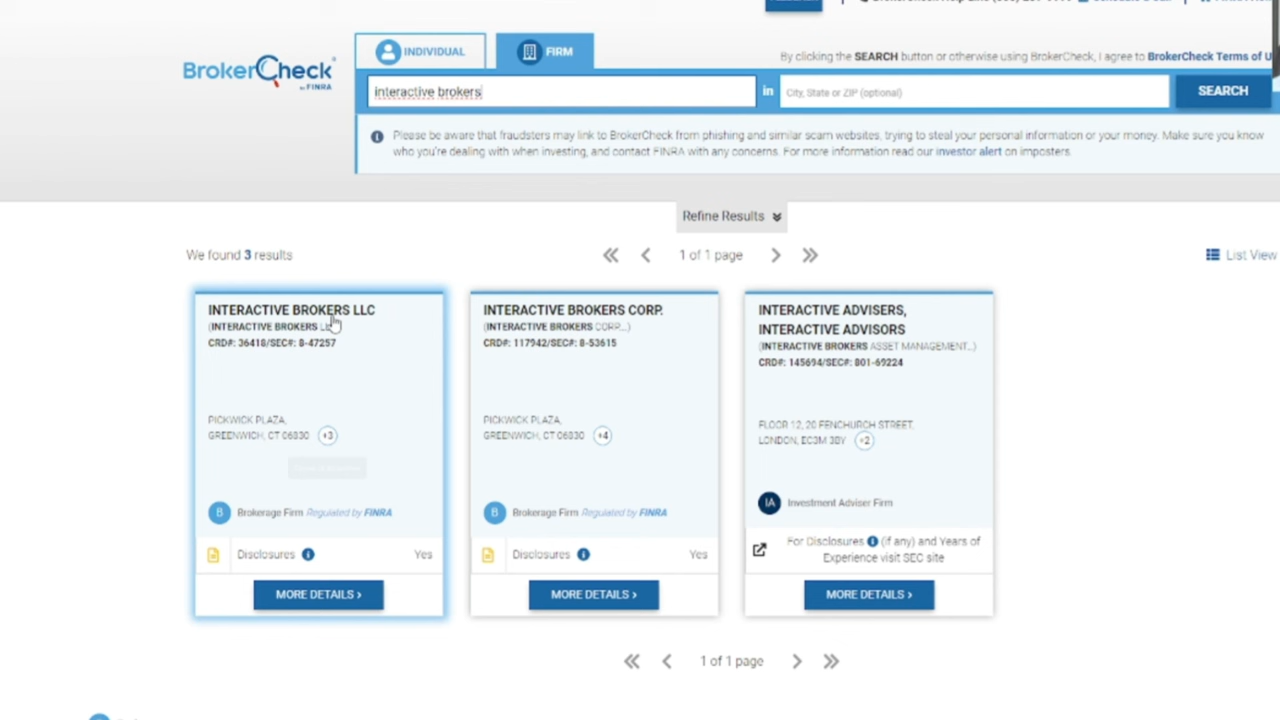 BrokerCheck Help Line
INDIVIDUAL
FIRM
By clicking the SEARCH button or otherwise using BrokerCheck, I agree to BrokerCheck Terms of U
BrokerCheck
by FINRA
interactive brokers
in
City, State or ZIP (optional)
SEARCH
Please be aware that fraudsters may link to BrokerCheck from phishing and similar scam websites, trying to steal your personal information or your money. Make sure you know
who you're dealing with when investing, and contact FINRA with any concerns. For more information read our investor alert on imposters.
Refine Results
We found 3 results
1 of 1 page
List View
INTERACTIVE BROKERS LLC
(INTERACTIVE BROKERS
CRD#: 36418/SEC#: 8-47257
PICKWICK PLAZA,
GREENWICH, CT 06830 +3
B Brokerage Firm Regulated by FINRA
Disclosures Yes
MORE DETAILS
INTERACTIVE BROKERS CORP.
(INTERACTIVE BROKERS CORP...)
CRD#: 117942/SEC#: 8-53615
PICKWICK PLAZA,
GREENWICH, CT 06830 +4
B Brokerage Firm Regulated by FINRA
Disclosures Yes
MORE DETAILS
INTERACTIVE ADVISERS,
INTERACTIVE ADVISORS
(INTERACTIVE BROKERS ASSET MANAGEMENT...)
CRD#: 145694/SEC#: 801-69224
FLOOR 12, 20 FENCHURCH STREET,
LONDON, EC3M 3BY +2
IA Investment Adviser Firm
For Disclosures (if any) and Years of
Experience visit SEC site
MORE DETAILS
1 of 1 page